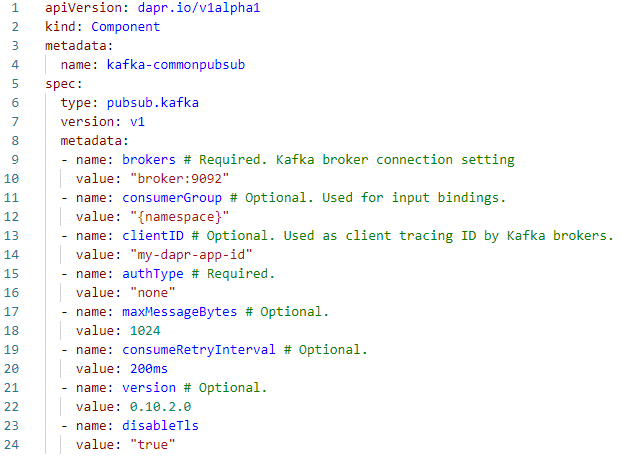 1 apiVersion: dapr.io/v1alpha1
2 kind: Component
3 metadata:
4   name: kafka-commonpubsub
5 spec:
6   type: pubsub.kafka
7   version: v1
8   metadata:
9   - name: brokers # Required. Kafka broker connection setting
10     value: "broker:9092"
11   - name: consumerGroup # Optional. Used for input bindings.
12     value: "{namespace}"
13   - name: clientID # Optional. Used as client tracing ID by Kafka brokers.
14     value: "my-dapr-app-id"
15   - name: authType # Required.
16     value: "none"
17   - name: maxMessageBytes # Optional.
18     value: 1024
19   - name: consumeRetryInterval # Optional.
20     value: 200ms
21   - name: version # Optional.
22     value: 0.10.2.0
23   - name: disableTls
24     value: "true"